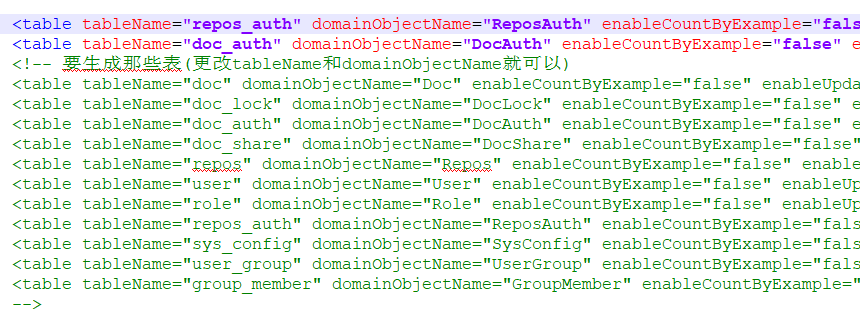 <table tableName="repos_auth" domainObjectName="ReposAuth" enableCountByExample="fals
<table tableName="doc_auth" domainObjectName="DocAuth" enableCountByExample="false" e
<!-- 要生成那些表(更改tableName和domainObjectName就可以)
<table tableName="doc" domainObjectName="Doc" enableCountByExample="false" enableUpda
<table tableName="doc_lock" domainObjectName="DocLock" enableCountByExample="false" e
<table tableName="doc_auth" domainObjectName="DocAuth" enableCountByExample="false" e
<table tableName="doc_share" domainObjectName="DocShare" enableCountByExample="false"
<table tableName="repos" domainObjectName="Repos" enableCountByExample="false" enable
<table tableName="user" domainObjectName="User" enableCountByExample="false" enableUp
<table tableName="role" domainObjectName="Role" enableCountByExample="false" enableUp
<table tableName="repos_auth" domainObjectName="ReposAuth" enableCountByExample="fals
<table tableName="sys_config" domainObjectName="SysConfig" enableCountByExample="fals
<table tableName="user_group" domainObjectName="UserGroup" enableCountByExample="fals
<table tableName="group_member" domainObjectName="GroupMember" enableCountByExample="
-->